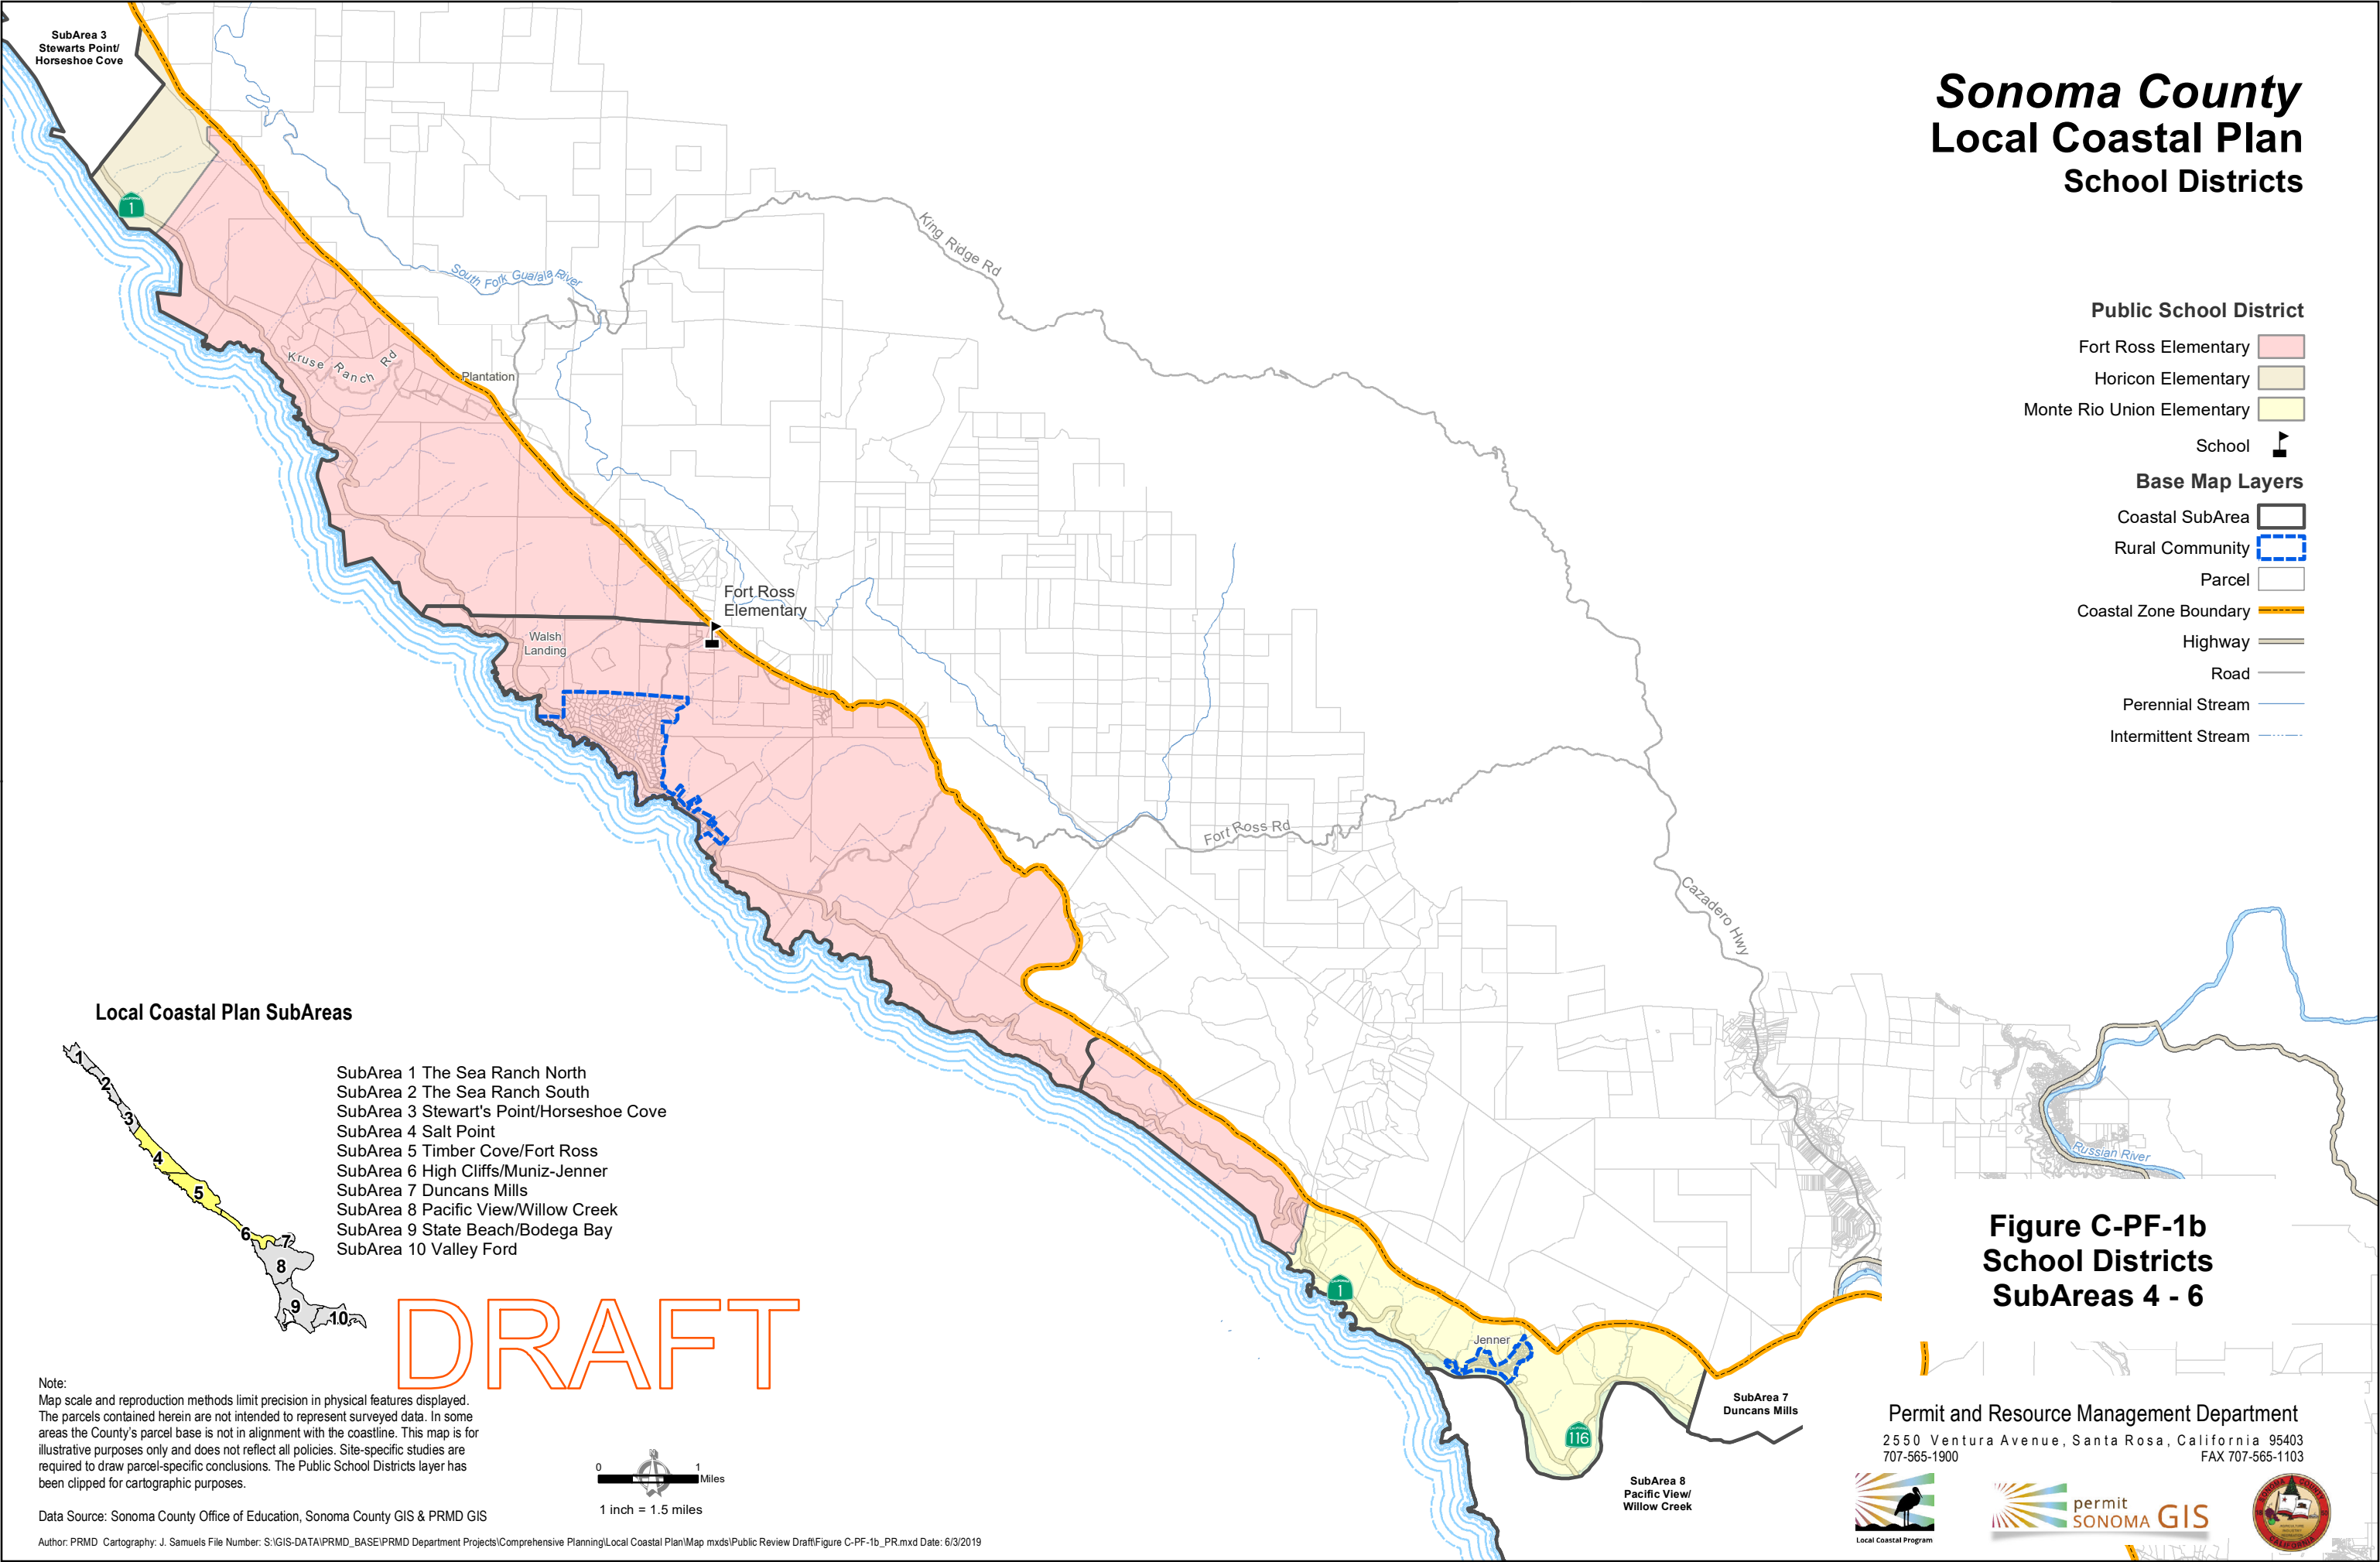 SubArea 3
Stewarts Point/
Horseshoe Cove
Sonoma County
Local Coastal Plan
School Districts
1
King Ridge Rd
South Fork Gualala River
Kruse Ranch Rd
Plantation
Public School District
Fort Ross Elementary
Horicon Elementary
Monte Rio Union Elementary
School
Base Map Layers
Coastal SubArea
Rural Community
Parcel
Coastal Zone Boundary
Highway
Road
Perennial Stream
Intermittent Stream
Fort Ross
Elementary
Walsh
Landing
Fort Ross Rd
Cazadero Hwy
Russian River
Local Coastal Plan SubAreas
1
2
3
4
5
6
7
8
9
10
SubArea 1 The Sea Ranch North
SubArea 2 The Sea Ranch South
SubArea 3 Stewart's Point/Horseshoe Cove
SubArea 4 Salt Point
SubArea 5 Timber Cove/Fort Ross
SubArea 6 High Cliffs/Muniz-Jenner
SubArea 7 Duncans Mills
SubArea 8 Pacific View/Willow Creek
SubArea 9 State Beach/Bodega Bay
SubArea 10 Valley Ford
Figure C-PF-1b
School Districts
SubAreas 4 - 6
1
Jenner
116
SubArea 7
Duncans Mills
SubArea 8
Pacific View/
Willow Creek
DRAFT
Note:
Map scale and reproduction methods limit precision in physical features displayed.
The parcels contained herein are not intended to represent surveyed data. In some
areas the County's parcel base is not in alignment with the coastline. This map is for
illustrative purposes only and does not reflect all policies. Site-specific studies are
required to draw parcel-specific conclusions. The Public School Districts layer has
been clipped for cartographic purposes.
Data Source: Sonoma County Office of Education, Sonoma County GIS & PRMD GIS
Author: PRMD Cartography: J. Samuels File Number: S:\GIS-DATA\PRMD_BASE\PRMD Department Projects\Comprehensive Planning\Local Coastal Plan\Map mxds\Public Review Draft\Figure C-PF-1b_PR.mxd Date: 6/3/2019
0 1
Miles
1 inch = 1.5 miles
Permit and Resource Management Department
2550 Ventura Avenue, Santa Rosa, California 95403
707-565-1900 FAX 707-565-1103
Local Coastal Program
permit
SONOMA GIS
SONOMA COUNTY
CALIFORNIA